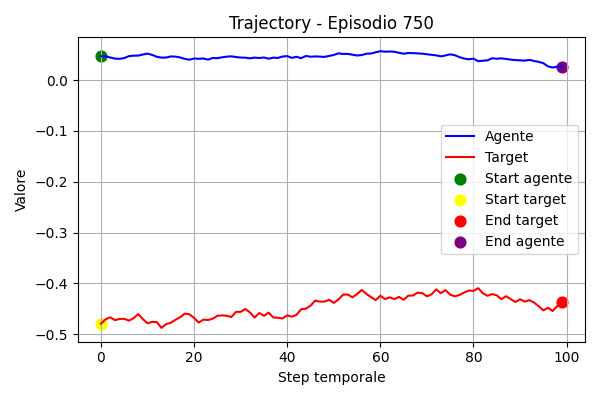 Trajectory - Episodio 750
Valore
0.0
−0.1
−0.2
−0.3
−0.4
−0.5
Agente
Target
Start agente
Start target
End target
End agente
0 20 40 60 80 100
Step temporale